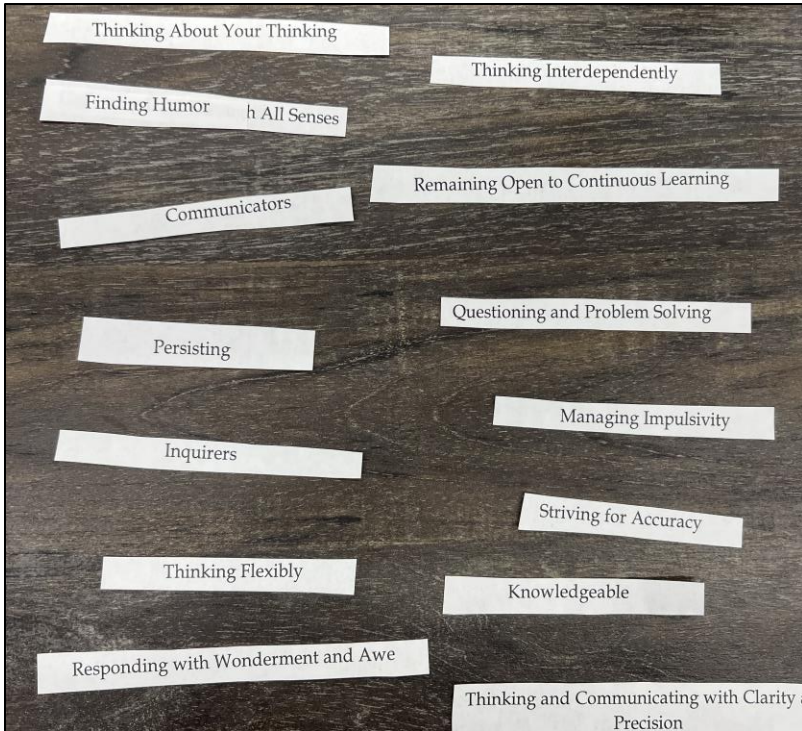 Thinking About Your Thinking
Thinking Interdependently
Finding Humor
h All Senses
Remaining Open to Continuous Learning
Communicators
Questioning and Problem Solving
Persisting
Managing Impulsivity
Inquirers
Striving for Accuracy
Thinking Flexibly
Knowledgeable
Responding with Wonderment and Awe
Thinking and Communicating with Clarity
Precision